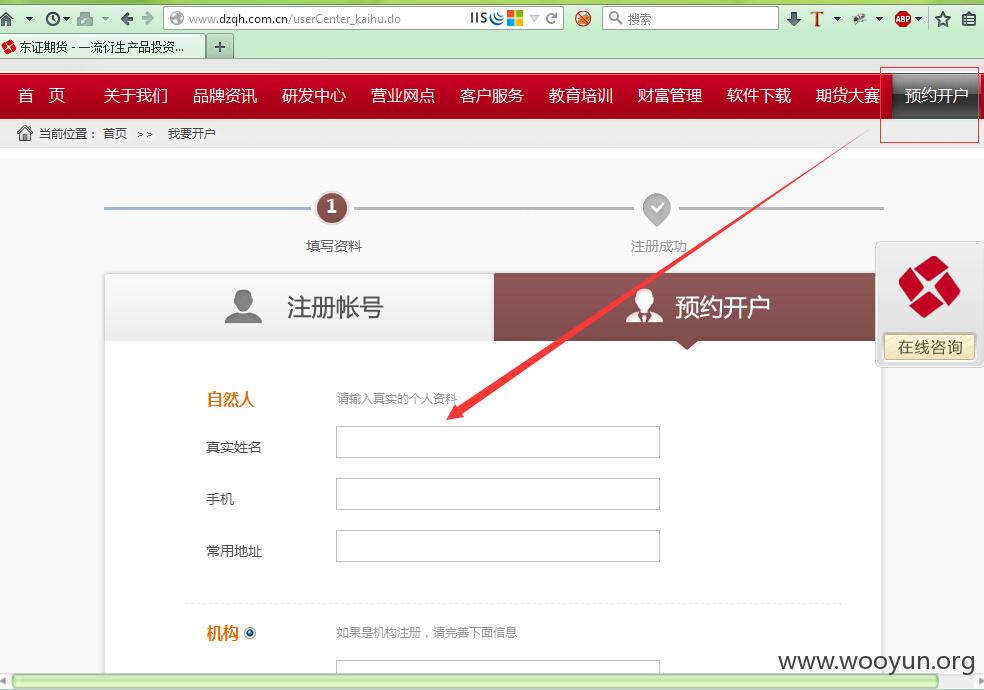 www.dzqh.com.cn/userCenter_kaihu.do IIS 搜索 T ABP
东证期货 - 一流衍生产品投资... +
首 页 关于我们 品牌资讯 研发中心 营业网点 客户服务 教育培训 财富管理 软件下载 期货大赛 预约开户
当前位置： 首页 >> 我要开户
1
填写资料 注册成功
注册帐号 预约开户
在线咨询
自然人 请输入真实的个人资料
真实姓名
手机
常用地址
机构 如果是机构注册，请完善下面信息
www.wooyun.org